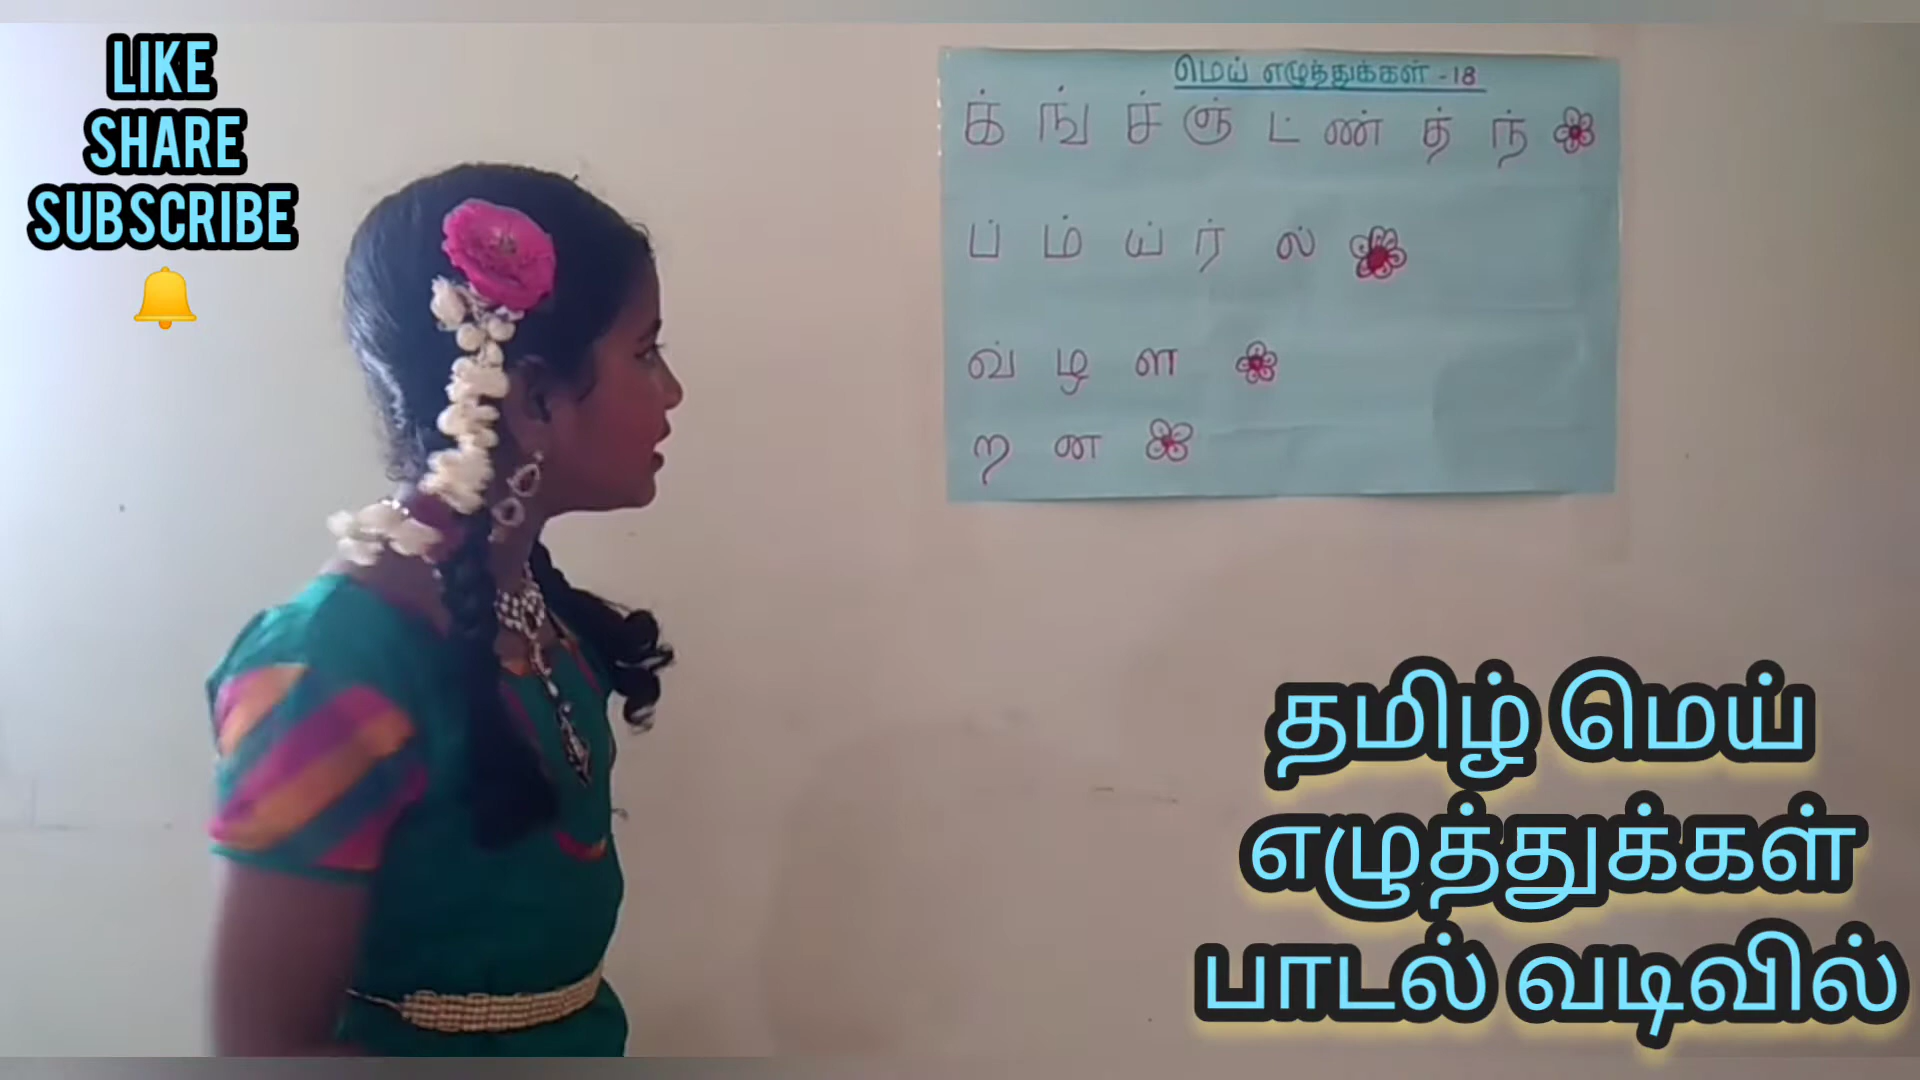 LIKE
SHARE
SUBSCRIBE
மெய் எழுத்துக்கள் - 18
க் ங் ச் ஞ் ட் ண் த் ந்
ப் ம் ய் ர் ல்
வ் ழ ள
ற ன
தமிழ் மெய்
எழுத்துக்கள்
பாடல் வடிவில்